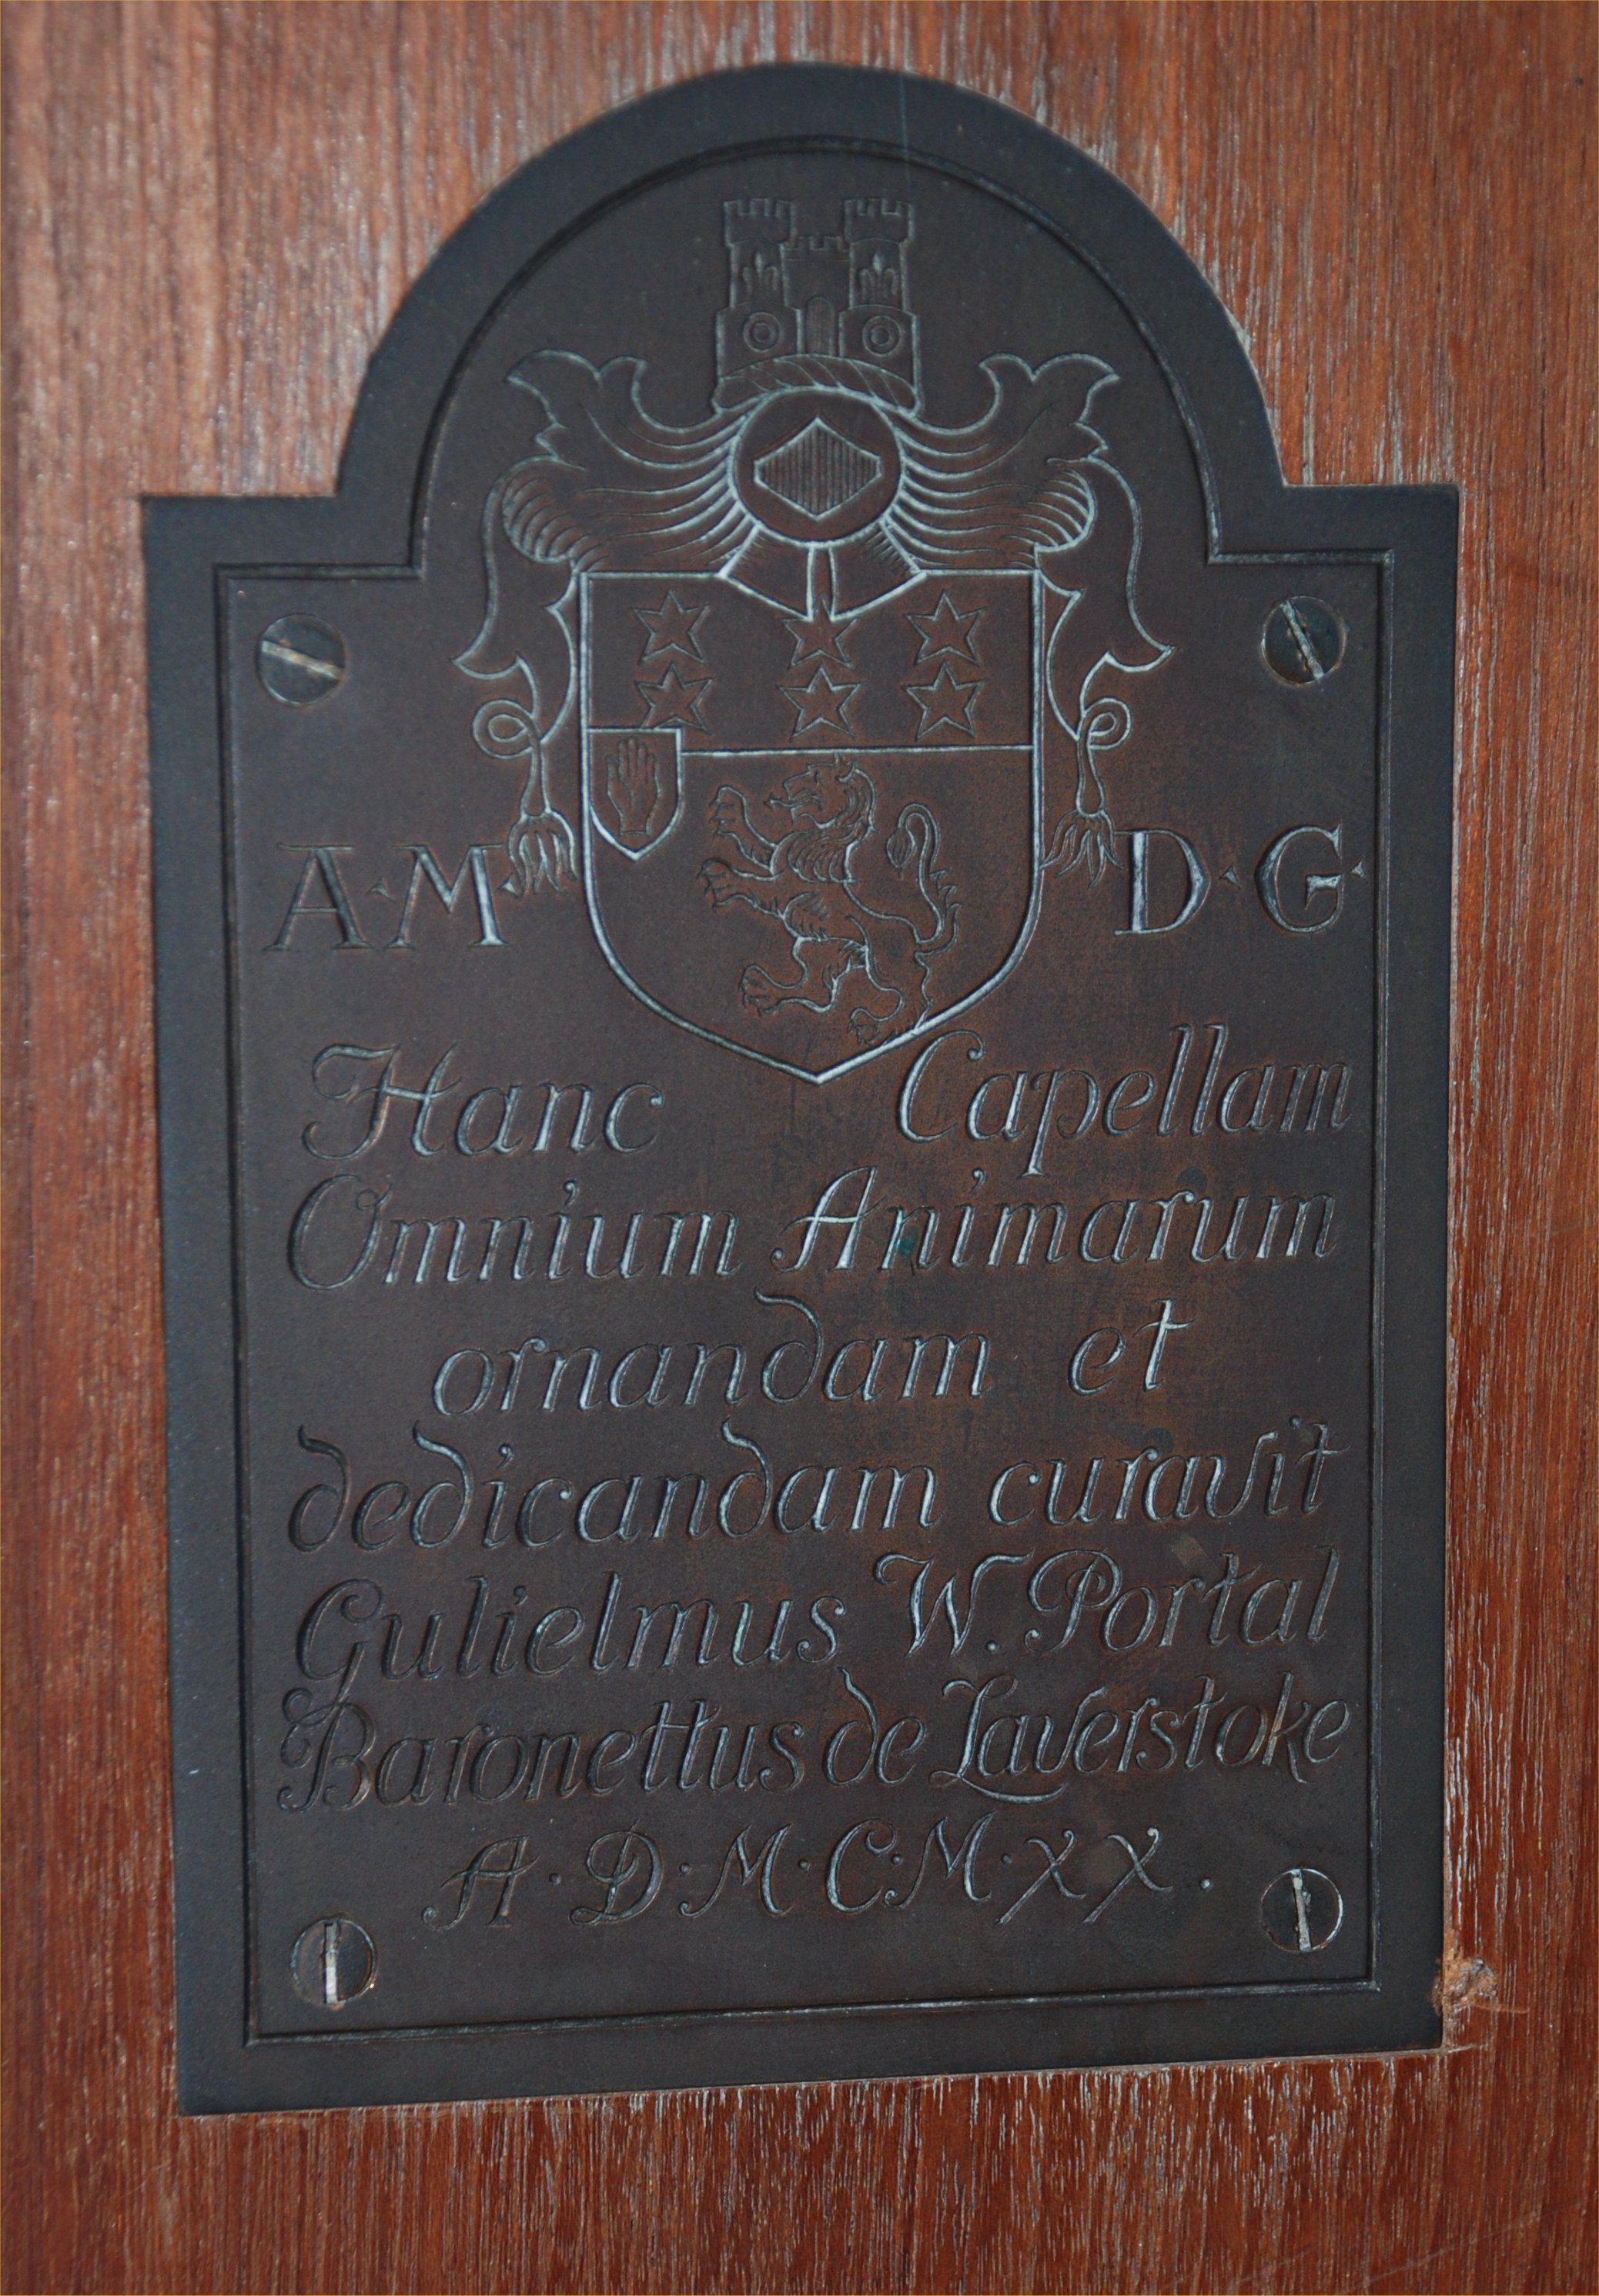 A·M· D·G·
Hanc Capellam
Omnium Animarum
ornandam et
dedicandam curavit
Gulielmus W. Portal
Baronettus de Laverstoke
A·D·M·C·M·XX.